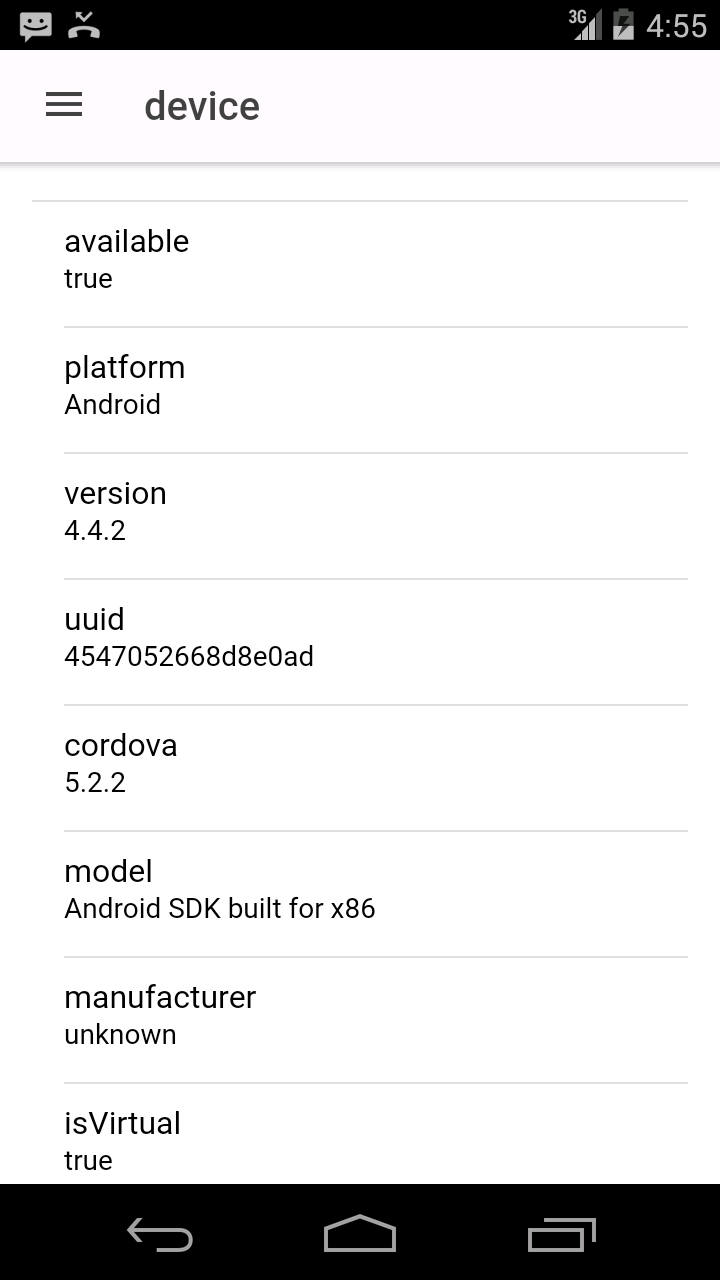 3G 4:55
device
available
true
platform
Android
version
4.4.2
uuid
4547052668d8e0ad
cordova
5.2.2
model
Android SDK built for x86
manufacturer
unknown
isVirtual
true